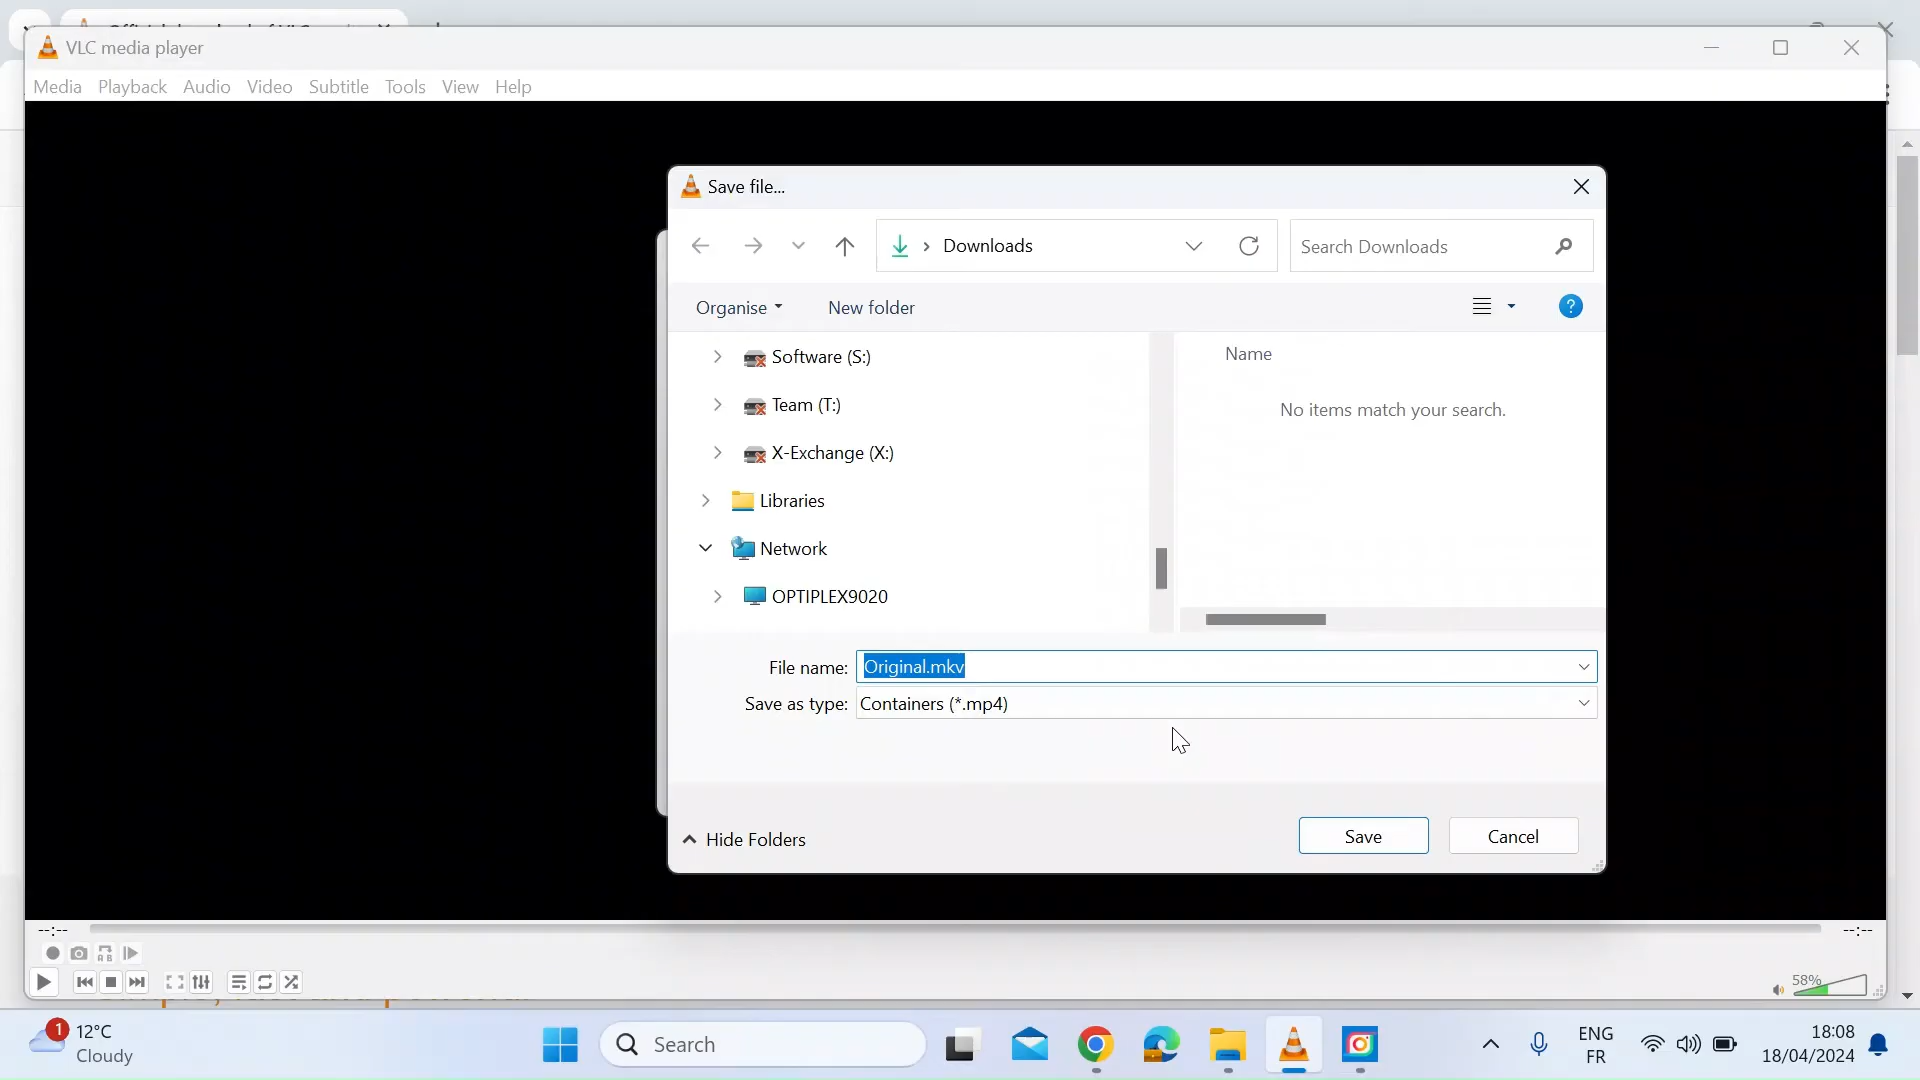 VLC media player
Media Playback Audio Video Subtitle Tools View Help
Save file...
Downloads
Search Downloads
Organise New folder
?
Software (S:)
Name
No items match your search.
Team (T:)
X-Exchange (X:)
Libraries
Network
OPTIPLEX9020
File name: Original.mkv
Save as type: Containers (*.mp4)
Hide Folders
Save Cancel
--:-- --:--
58%
1
12°C
Cloudy
Search
ENG
FR
18:08
18/04/2024